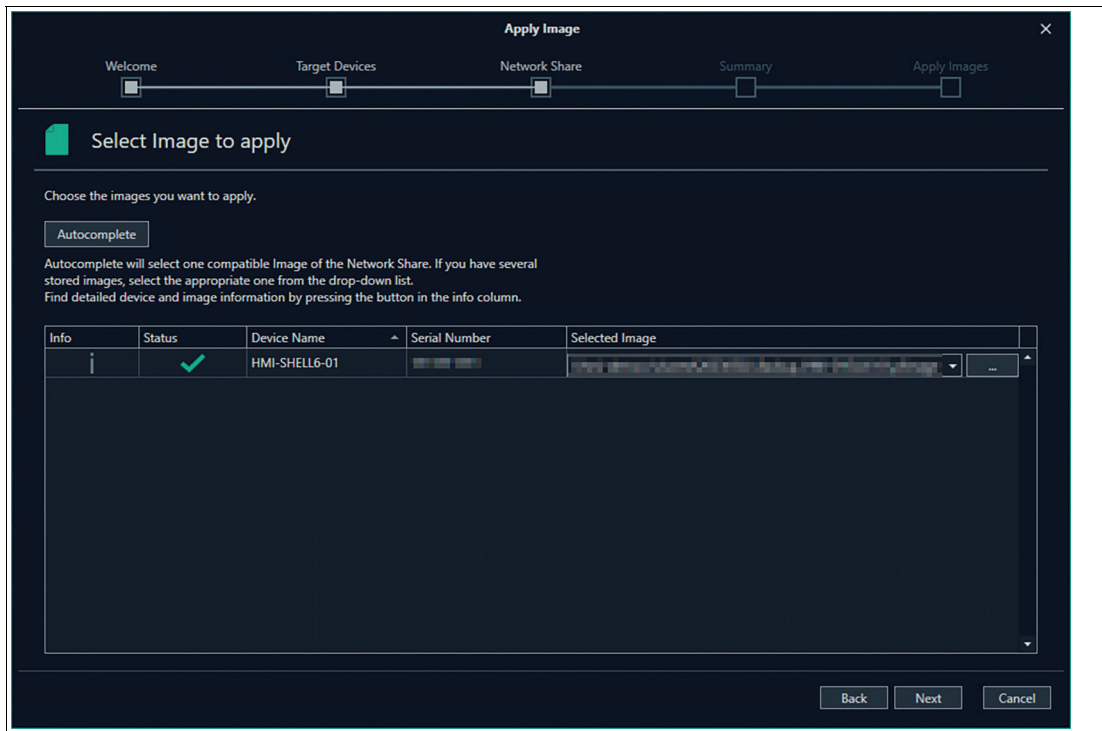 Apply Image
Welcome Target Devices Network Share Summary Apply Images
Select Image to apply
Choose the images you want to apply.
Autocomplete
Autocomplete will select one compatible Image of the Network Share. If you have several
stored images, select the appropriate one from the drop-down list.
Find detailed device and image information by pressing the button in the info column.
Info Status Device Name Serial Number Selected Image
HMI-SHELL6-01 ...
Back Next Cancel